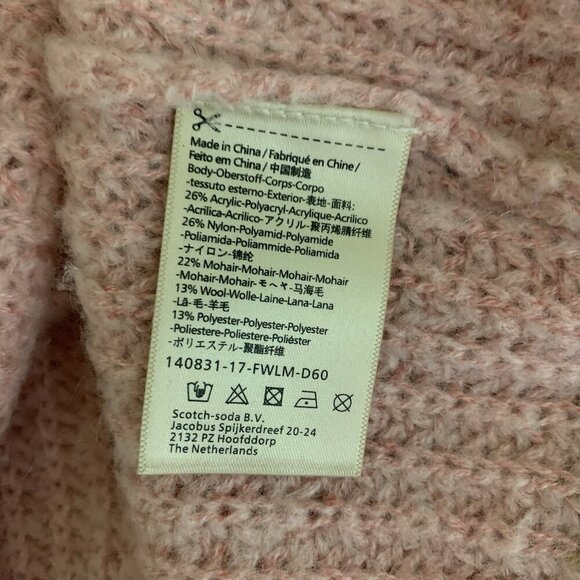 Made in China / Fabriqué en Chine /
Feito em China / 中国制造
Body-Oberstoff-Corps-Corpo
-tessuto esterno-Exterior-表地-面料:
26% Acrylic-Polyacryl-Acrylique-Acrilico
-Acrilica-Acrilico-アクリル-聚丙烯腈纤维
26% Nylon-Polyamid-Polyamide
-Poliamida-Poliammide-Poliamida
-ナイロン-锦纶
22% Mohair-Mohair-Mohair-Mohair
-Mohair-Mohair-モヘヤ-马海毛
13% Wool-Wolle-Laine-Lana-Lana
-Lã-毛-羊毛
13% Polyester-Polyester-Polyester
-Poliestere-Poliestere-Poliéster
-ポリエステル-聚酯纤维
140831-17-FWLM-D60
Scotch-soda B.V.
Jacobus Spijkerdreef 20-24
2132 PZ Hoofddorp
The Netherlands